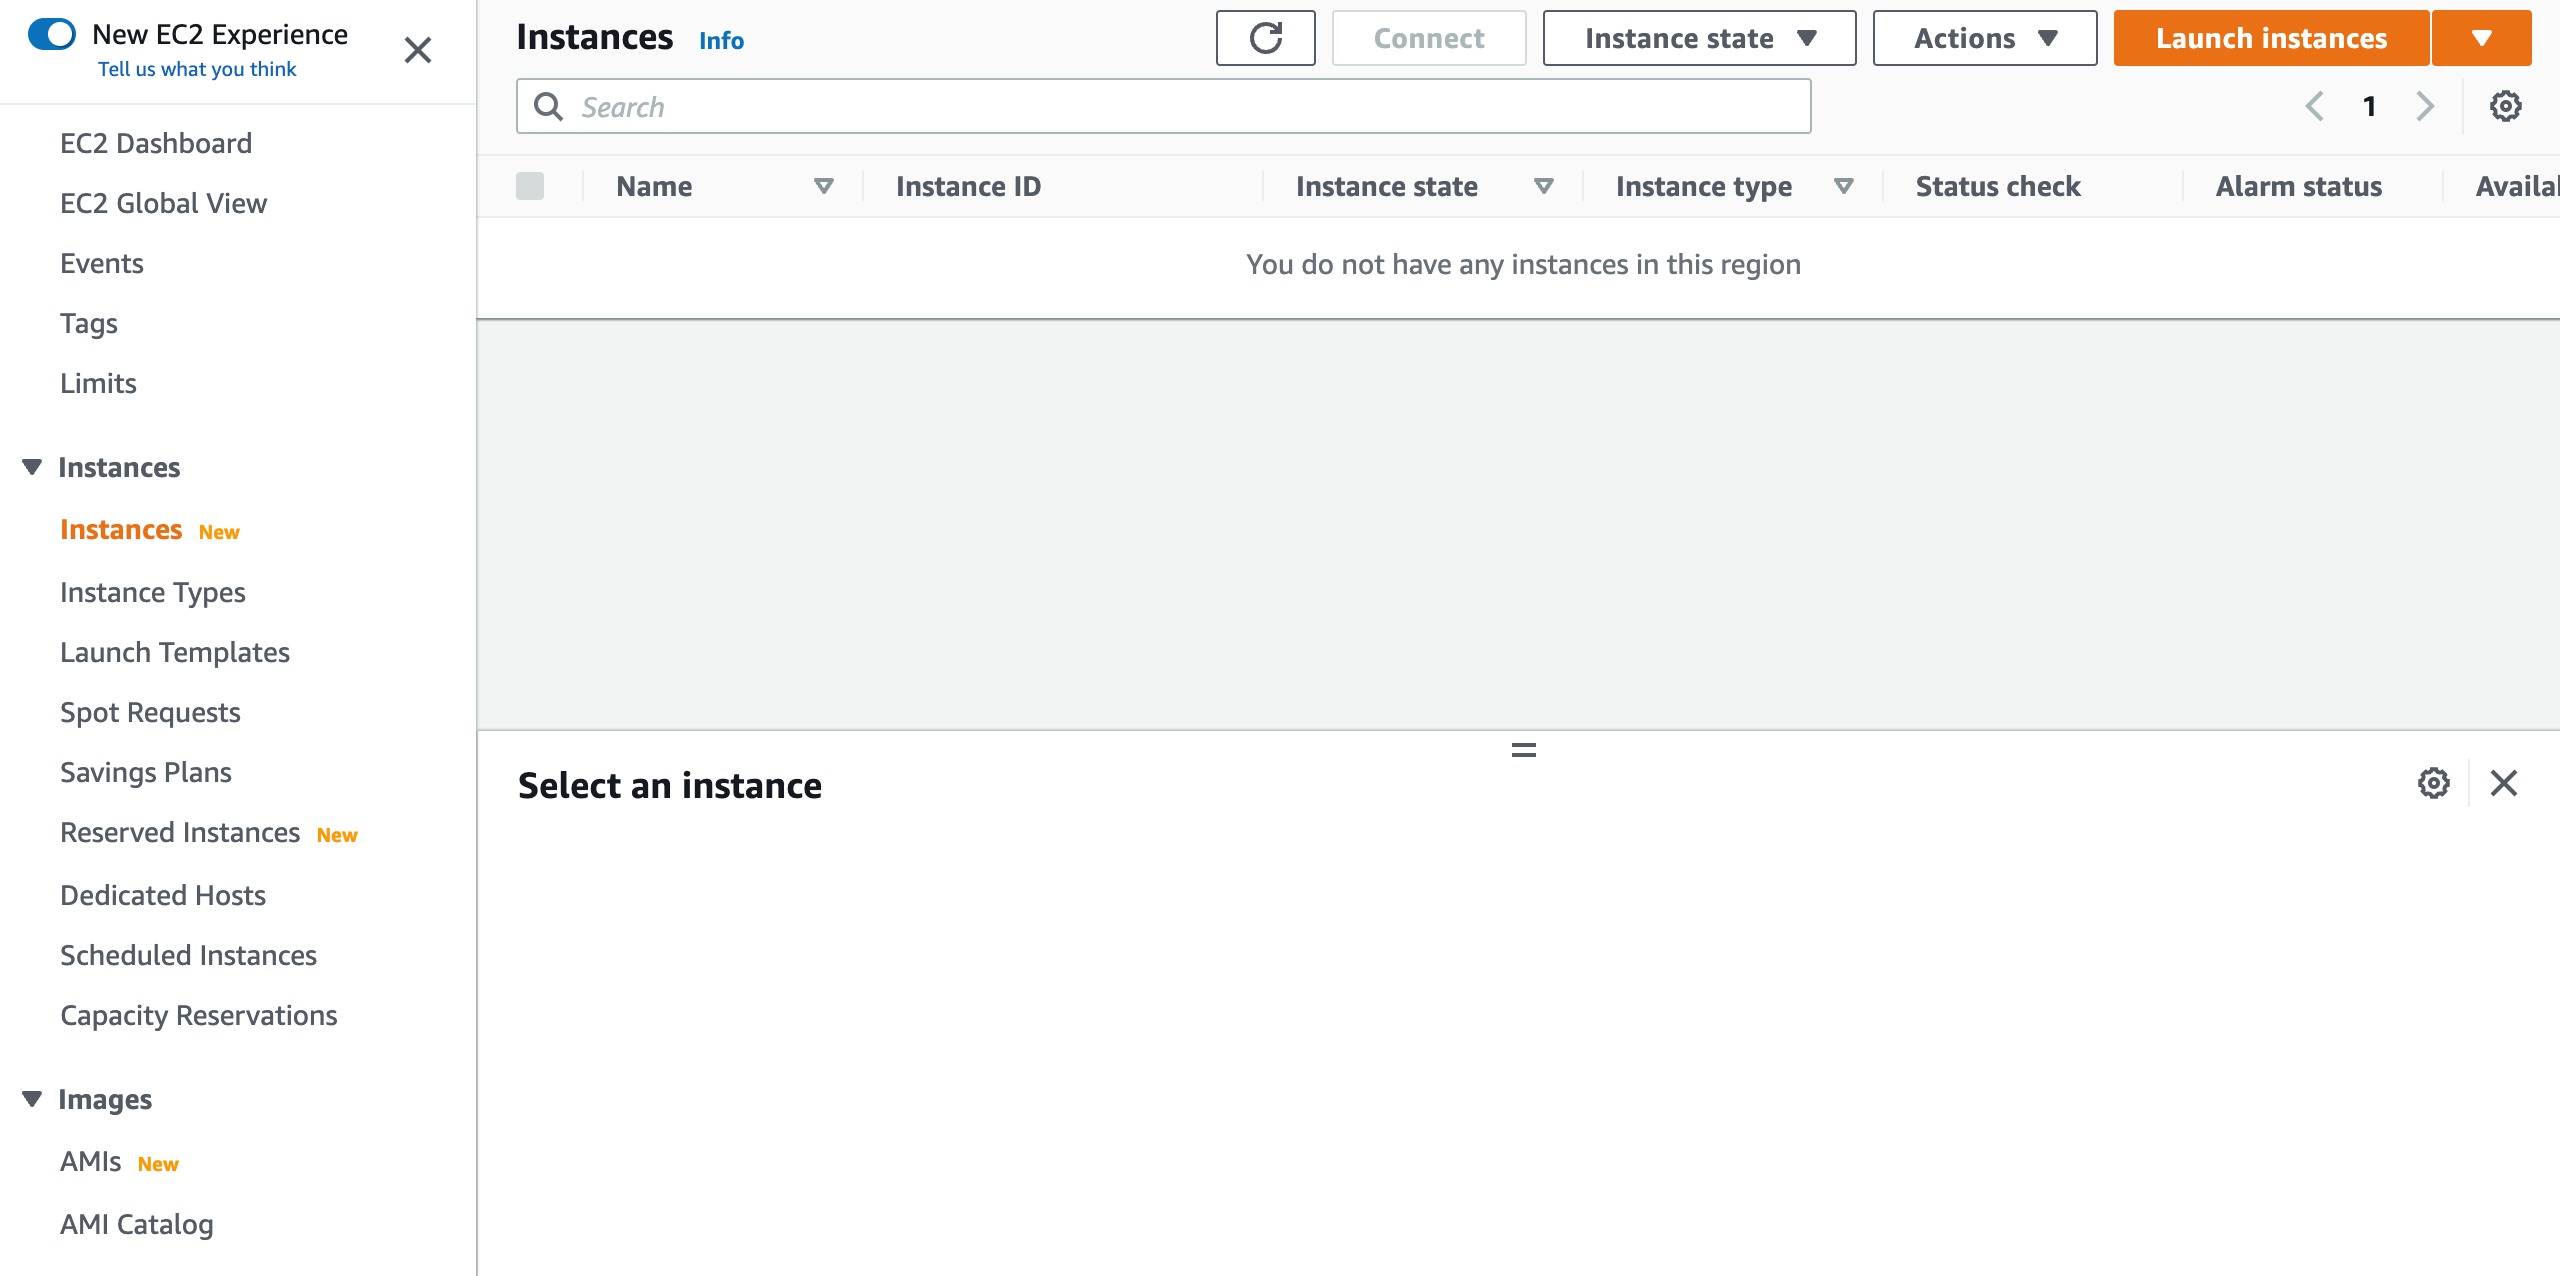 New EC2 Experience
Tell us what you think
EC2 Dashboard
EC2 Global View
Events
Tags
Limits
Instances
Instances New
Instance Types
Launch Templates
Spot Requests
Savings Plans
Reserved Instances New
Dedicated Hosts
Scheduled Instances
Capacity Reservations
Images
AMIs New
AMI Catalog
Instances Info
Connect
Instance state
Actions
Launch instances
Search
1
Name Instance ID Instance state Instance type Status check Alarm status
You do not have any instances in this region
Select an instance